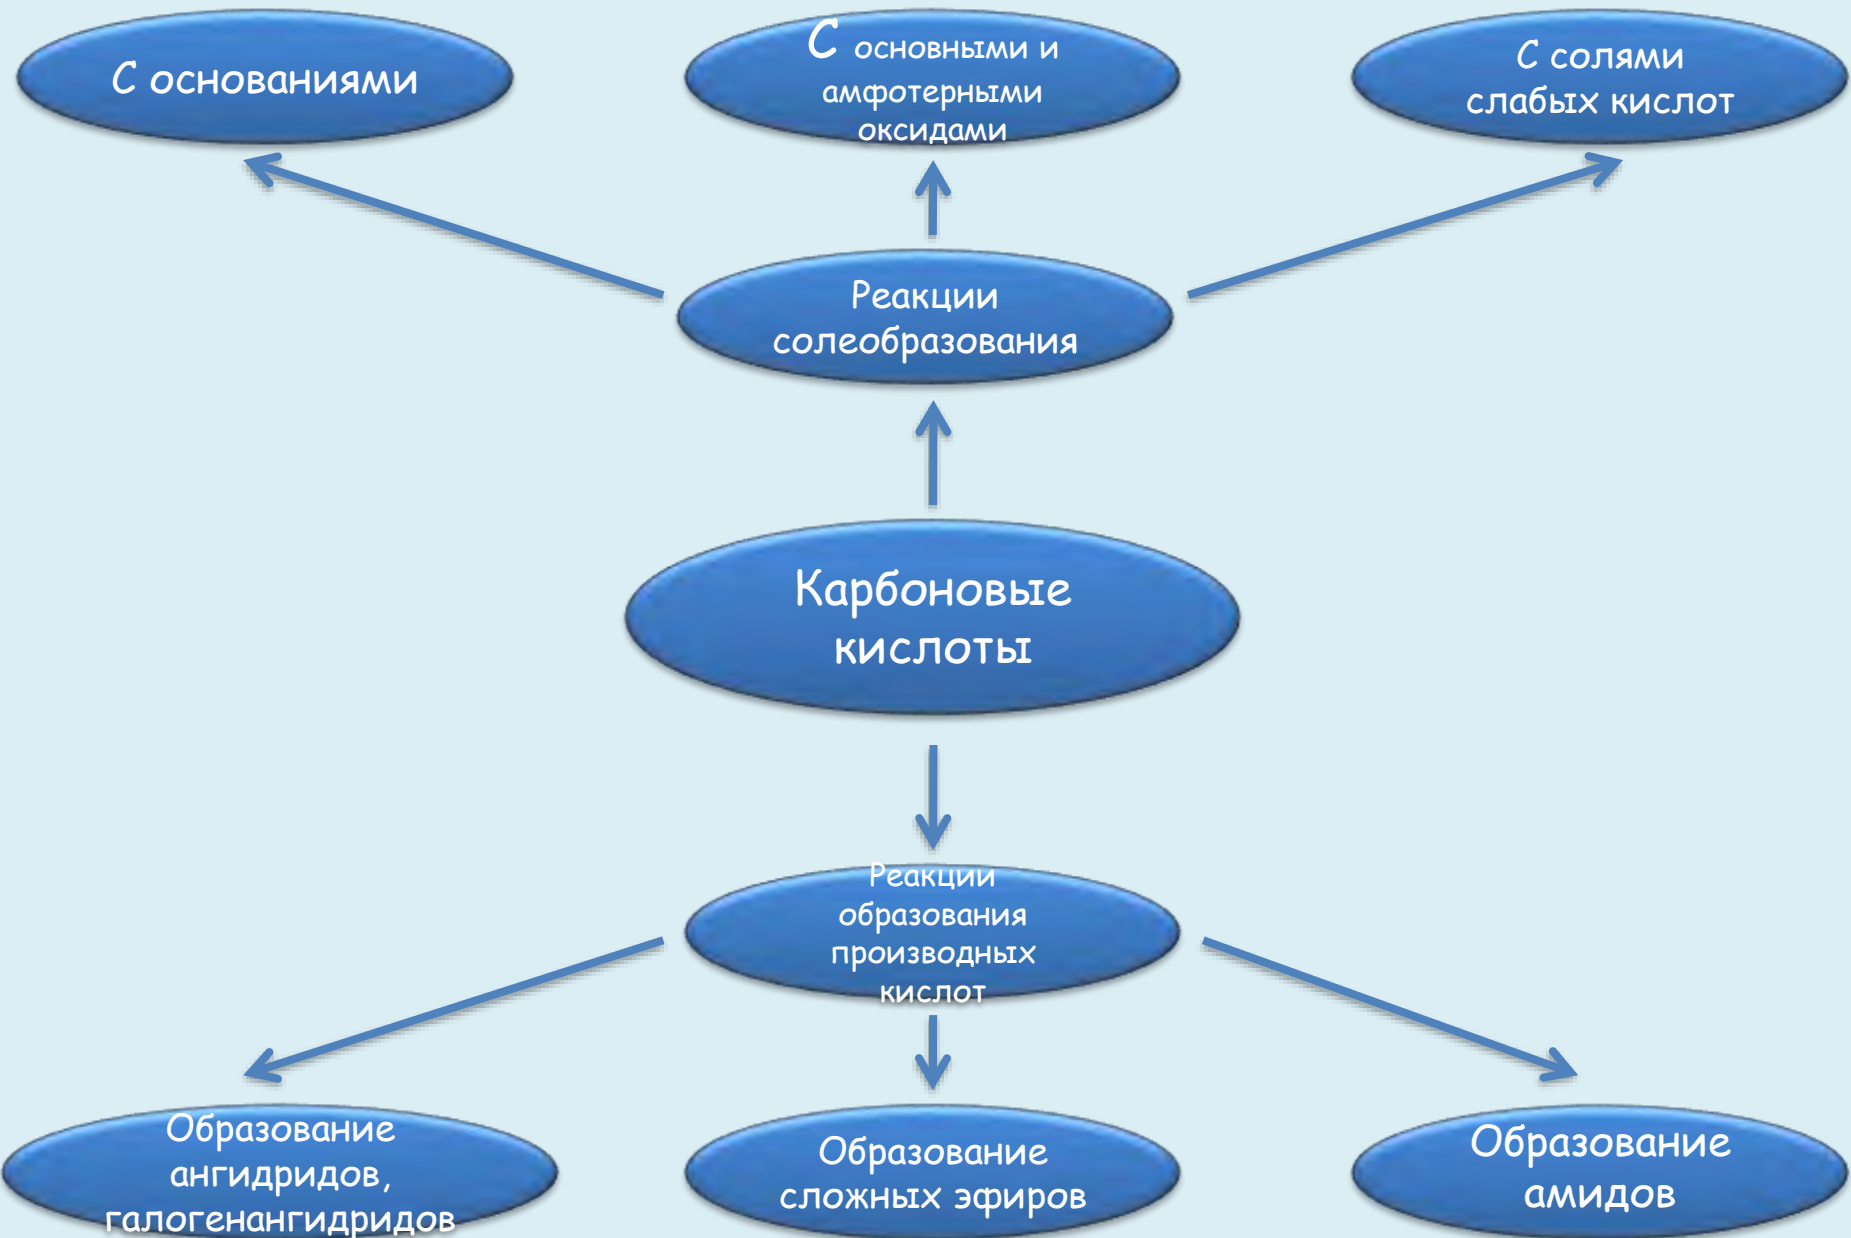 С основаниями
С основными и
амфотерными
оксидами
С солями
слабых кислот
Реакции
солеобразования
Карбоновые
кислоты
Реакции
образования
производных
кислот
Образование
ангидридов,
галогенангидридов
Образование
сложных эфиров
Образование
амидов